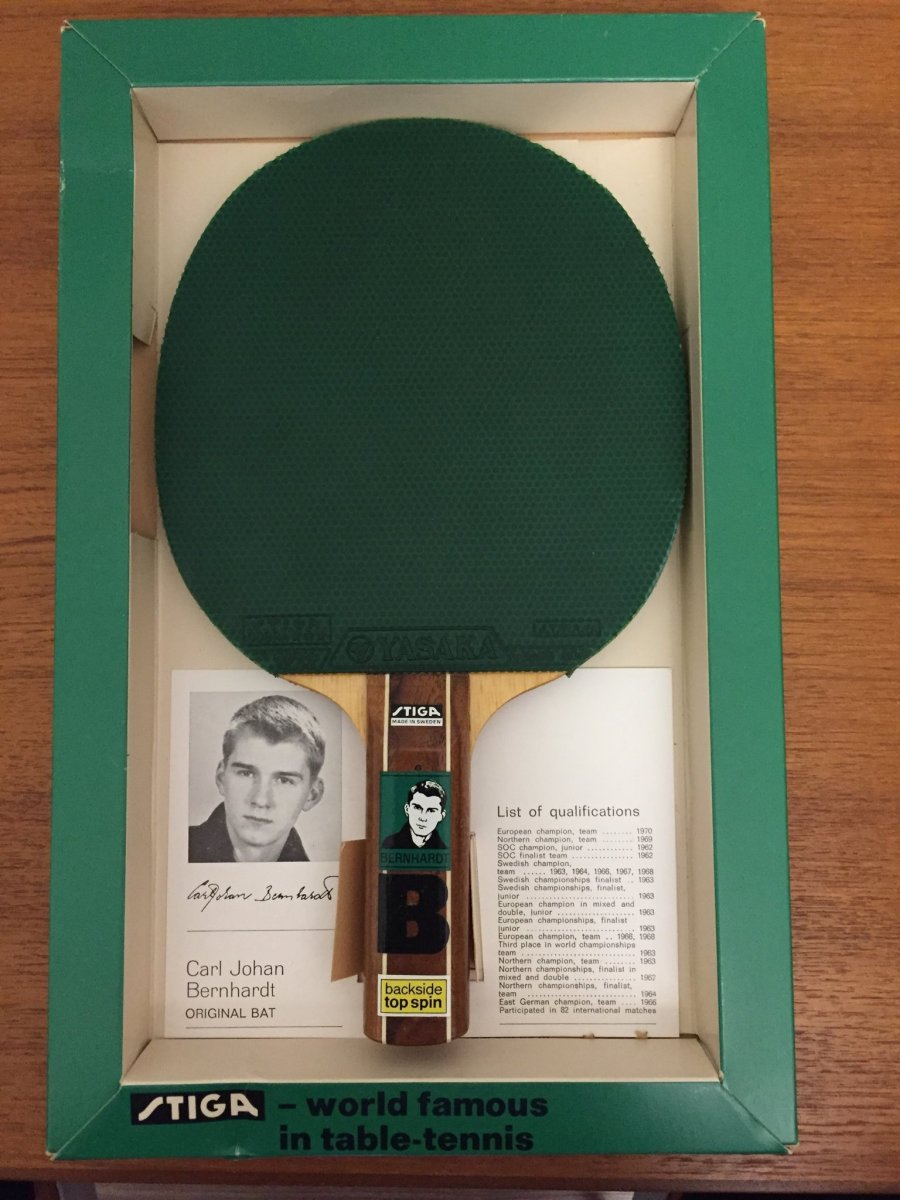 YASAKA
STIGA
MADE IN SWEDEN
BERNHARDT
B
backside
top spin
Carl Johan Bernhardt
Carl Johan
Bernhardt
ORIGINAL BAT
List of qualifications
European champion, team ........ 1970
Northern champion, team ........ 1969
SOC champion, junior ........... 1962
SOC finalist team .............. 1962
Swedish champion,
team ...... 1963, 1964, 1966, 1967, 1968
Swedish championships finalist .. 1963
Swedish championships, finalist,
junior ......................... 1963
European champion in mixed and
double, junior ................. 1963
European championships, finalist
junior ......................... 1963
European champion, team .. 1966, 1968
Third place in world championships
team ........................... 1963
Northern champion, team ........ 1963
Northern championships, finalist in
mixed and double ............... 1962
Northern championships, finalist,
team ........................... 1964
East German champion, team .... 1966
Participated in 82 international matches
STIGA – world famous
in table-tennis